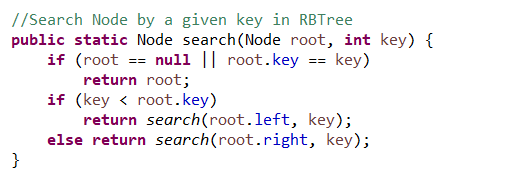 //Search Node by a given key in RBTree
public static Node search(Node root, int key) {
    if (root == null || root.key == key)
        return root;
    if (key < root.key)
        return search(root.left, key);
    else return search(root.right, key);
}